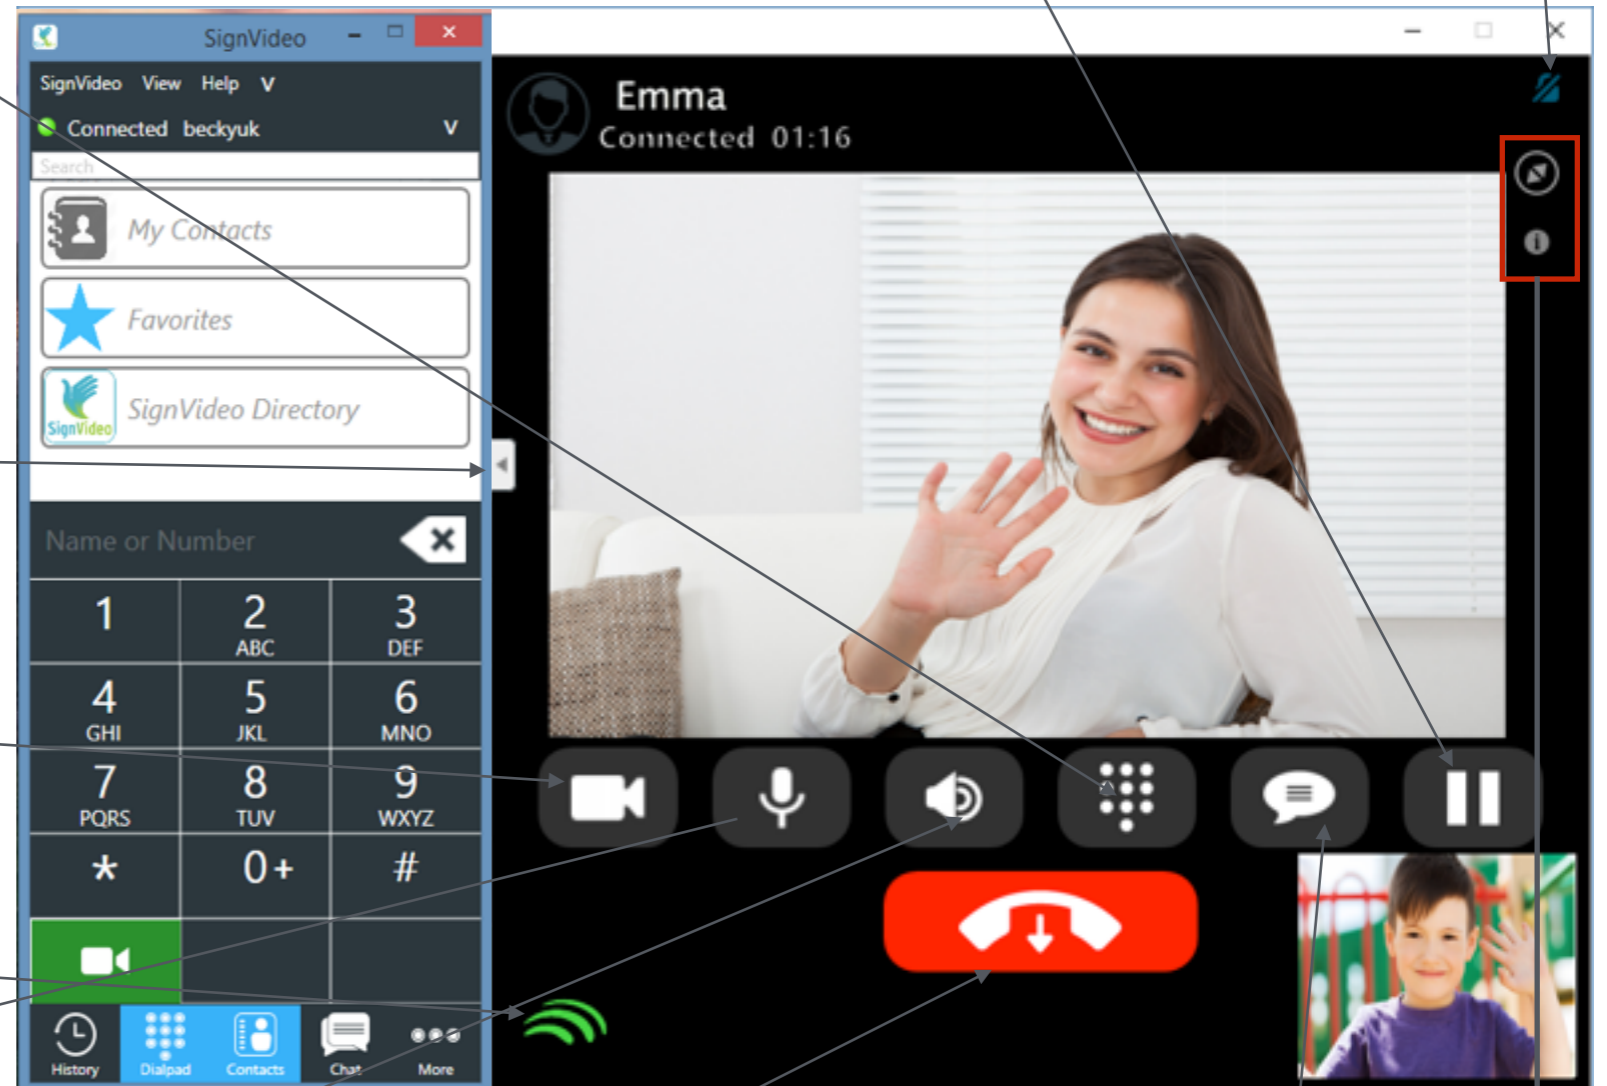 SignVideo
SignVideo View Help V
Connected beckyuk V
Search
My Contacts
Favorites
SignVideo
SignVideo Directory
Name or Number
1
2
ABC
3
DEF
4
GHI
5
JKL
6
MNO
7
PQRS
8
TUV
9
WXYZ
*
0+
#
History
Dialpad
Contacts
Chat
More
Emma
Connected 01:16